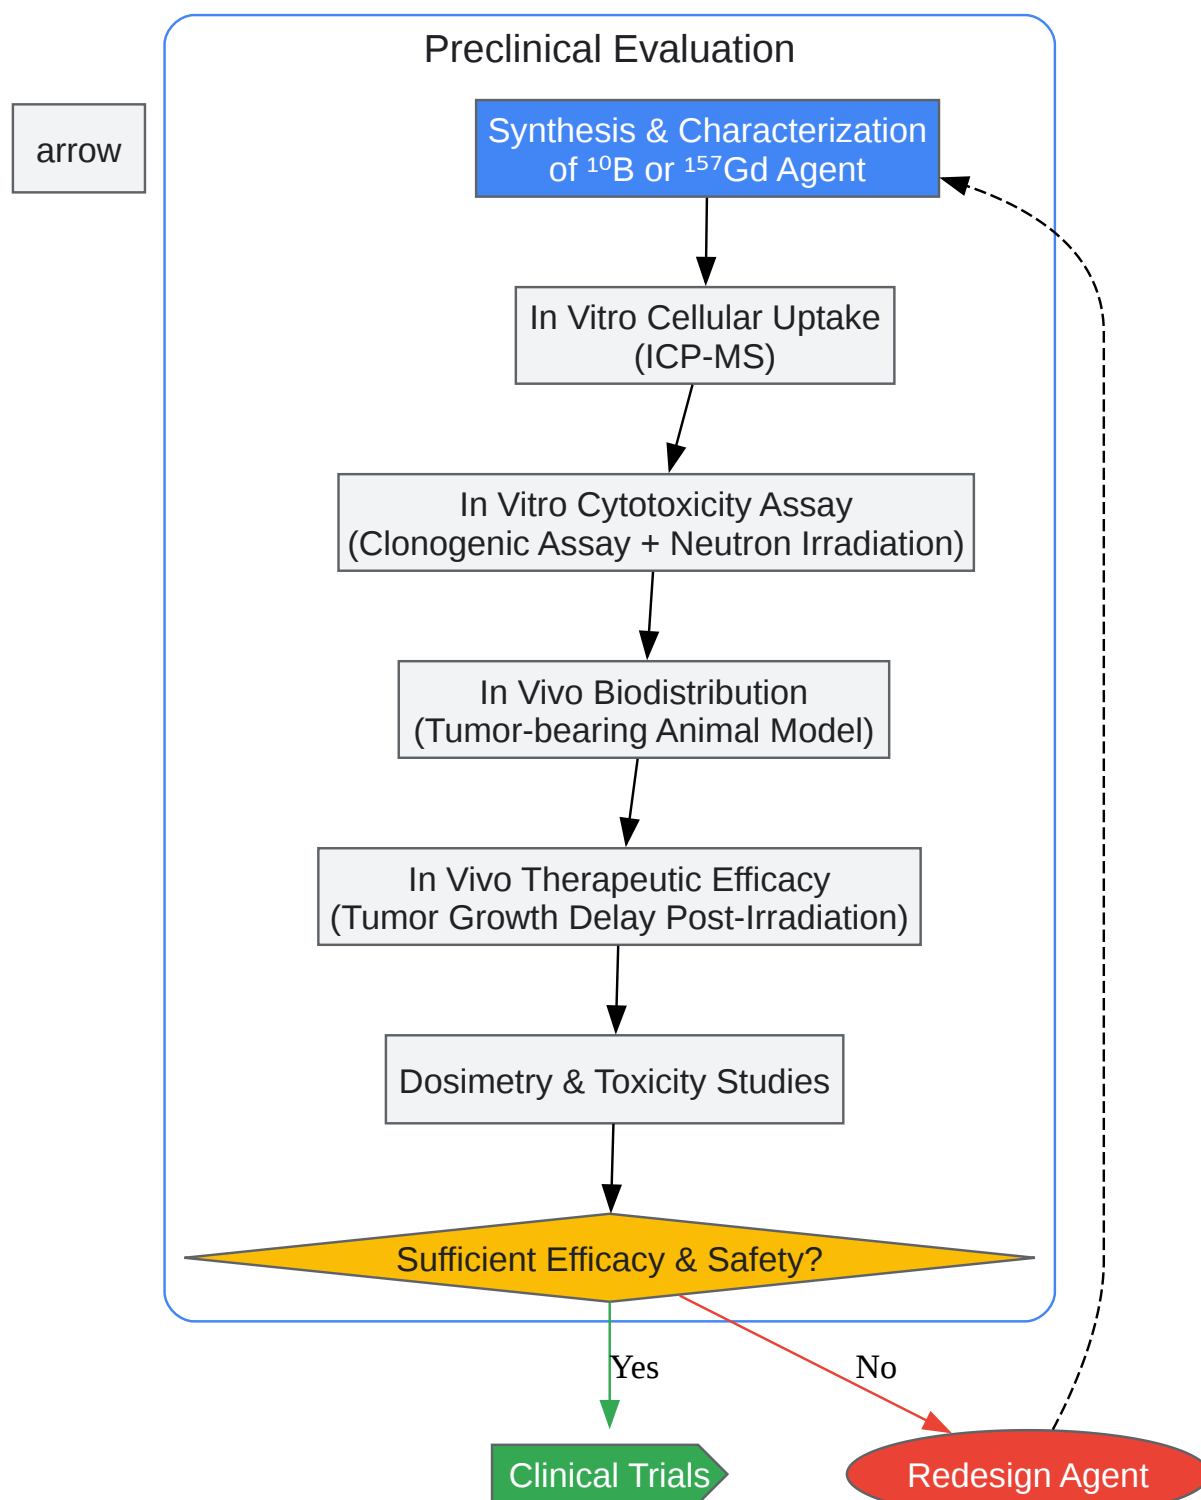 Preclinical Evaluation
arrow
Synthesis & Characterization
of ¹⁰B or ¹⁵⁷Gd Agent
In Vitro Cellular Uptake
(ICP-MS)
In Vitro Cytotoxicity Assay
(Clonogenic Assay + Neutron Irradiation)
In Vivo Biodistribution
(Tumor-bearing Animal Model)
In Vivo Therapeutic Efficacy
(Tumor Growth Delay Post-Irradiation)
Dosimetry & Toxicity Studies
Sufficient Efficacy & Safety?
Yes
No
Clinical Trials
Redesign Agent